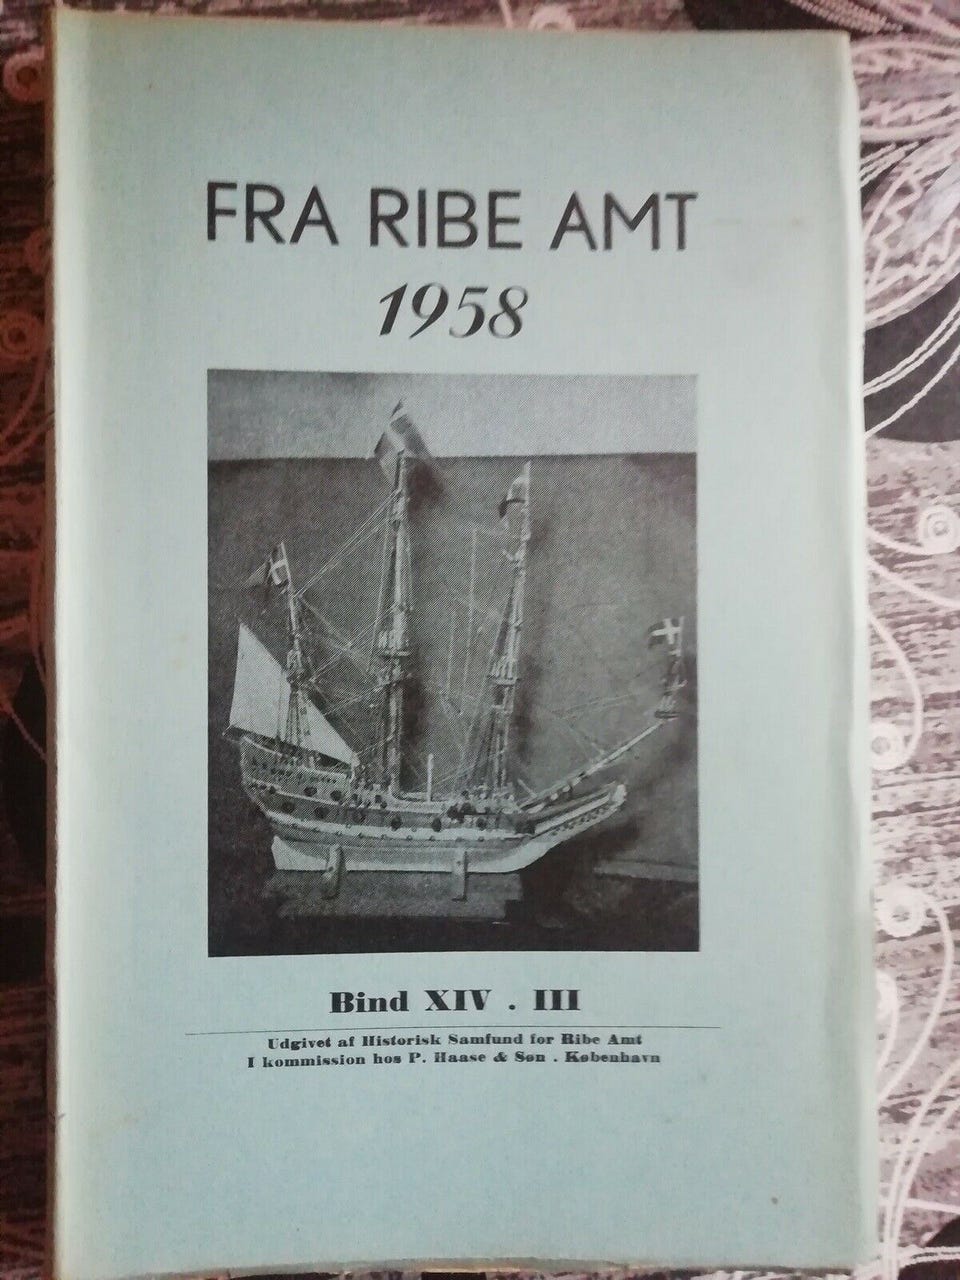 FRA RIBE AMT
1958
Bind XIV . III
Udgivet af Historisk Samfund for Ribe Amt
I kommission hos P. Haase & Søn . København